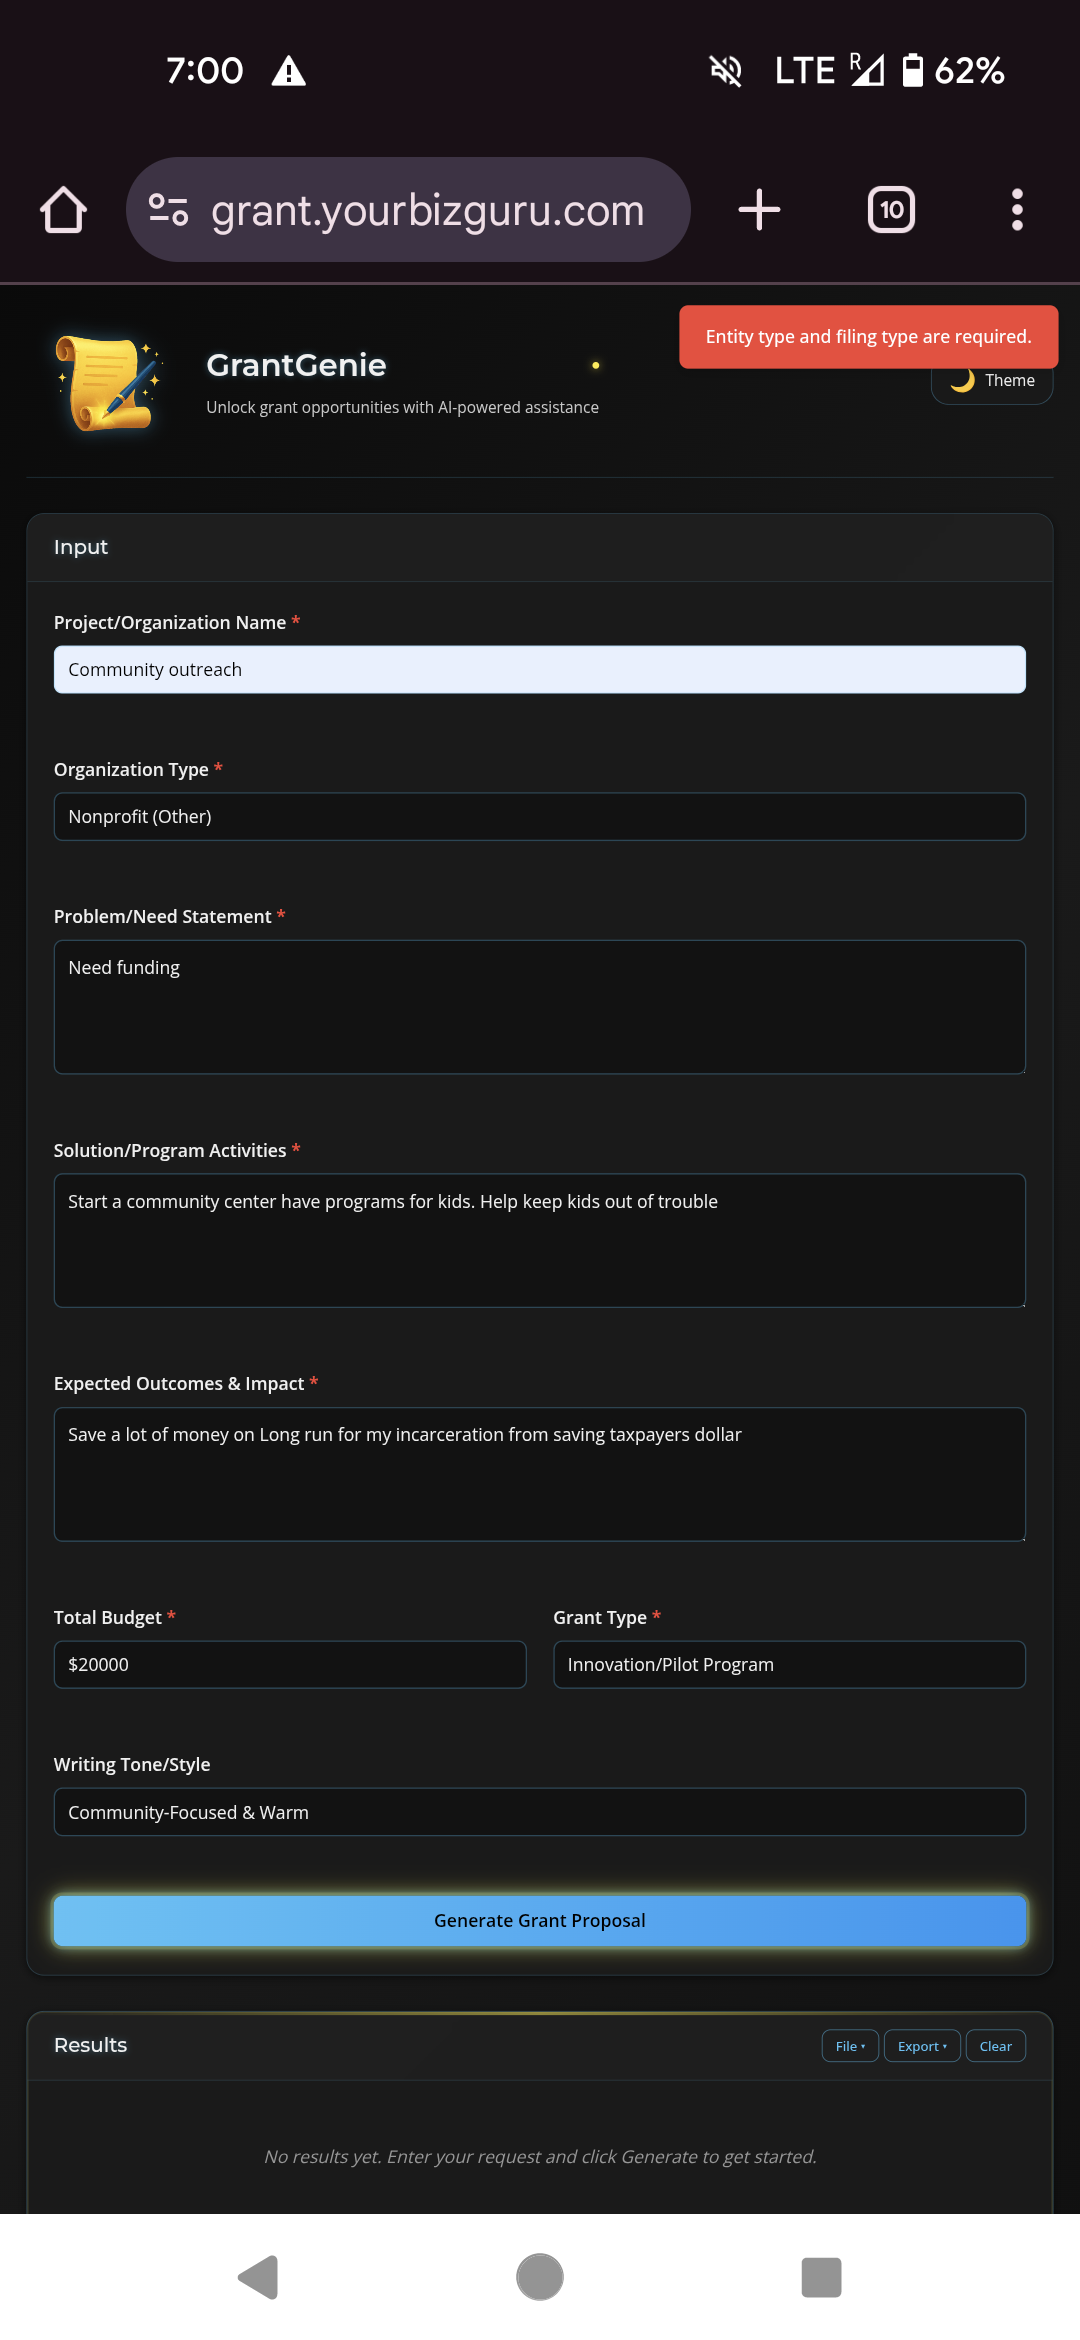 7:00
LTE R 62%
grant.yourbizguru.com
10
Entity type and filing type are required.
GrantGenie
Theme
Unlock grant opportunities with AI-powered assistance
Input
Project/Organization Name *
Community outreach
Organization Type *
Nonprofit (Other)
Problem/Need Statement *
Need funding
Solution/Program Activities *
Start a community center have programs for kids. Help keep kids out of trouble
Expected Outcomes & Impact *
Save a lot of money on Long run for my incarceration from saving taxpayers dollar
Total Budget * Grant Type *
$20000 Innovation/Pilot Program
Writing Tone/Style
Community-Focused & Warm
Generate Grant Proposal
Results File Export Clear
No results yet. Enter your request and click Generate to get started.